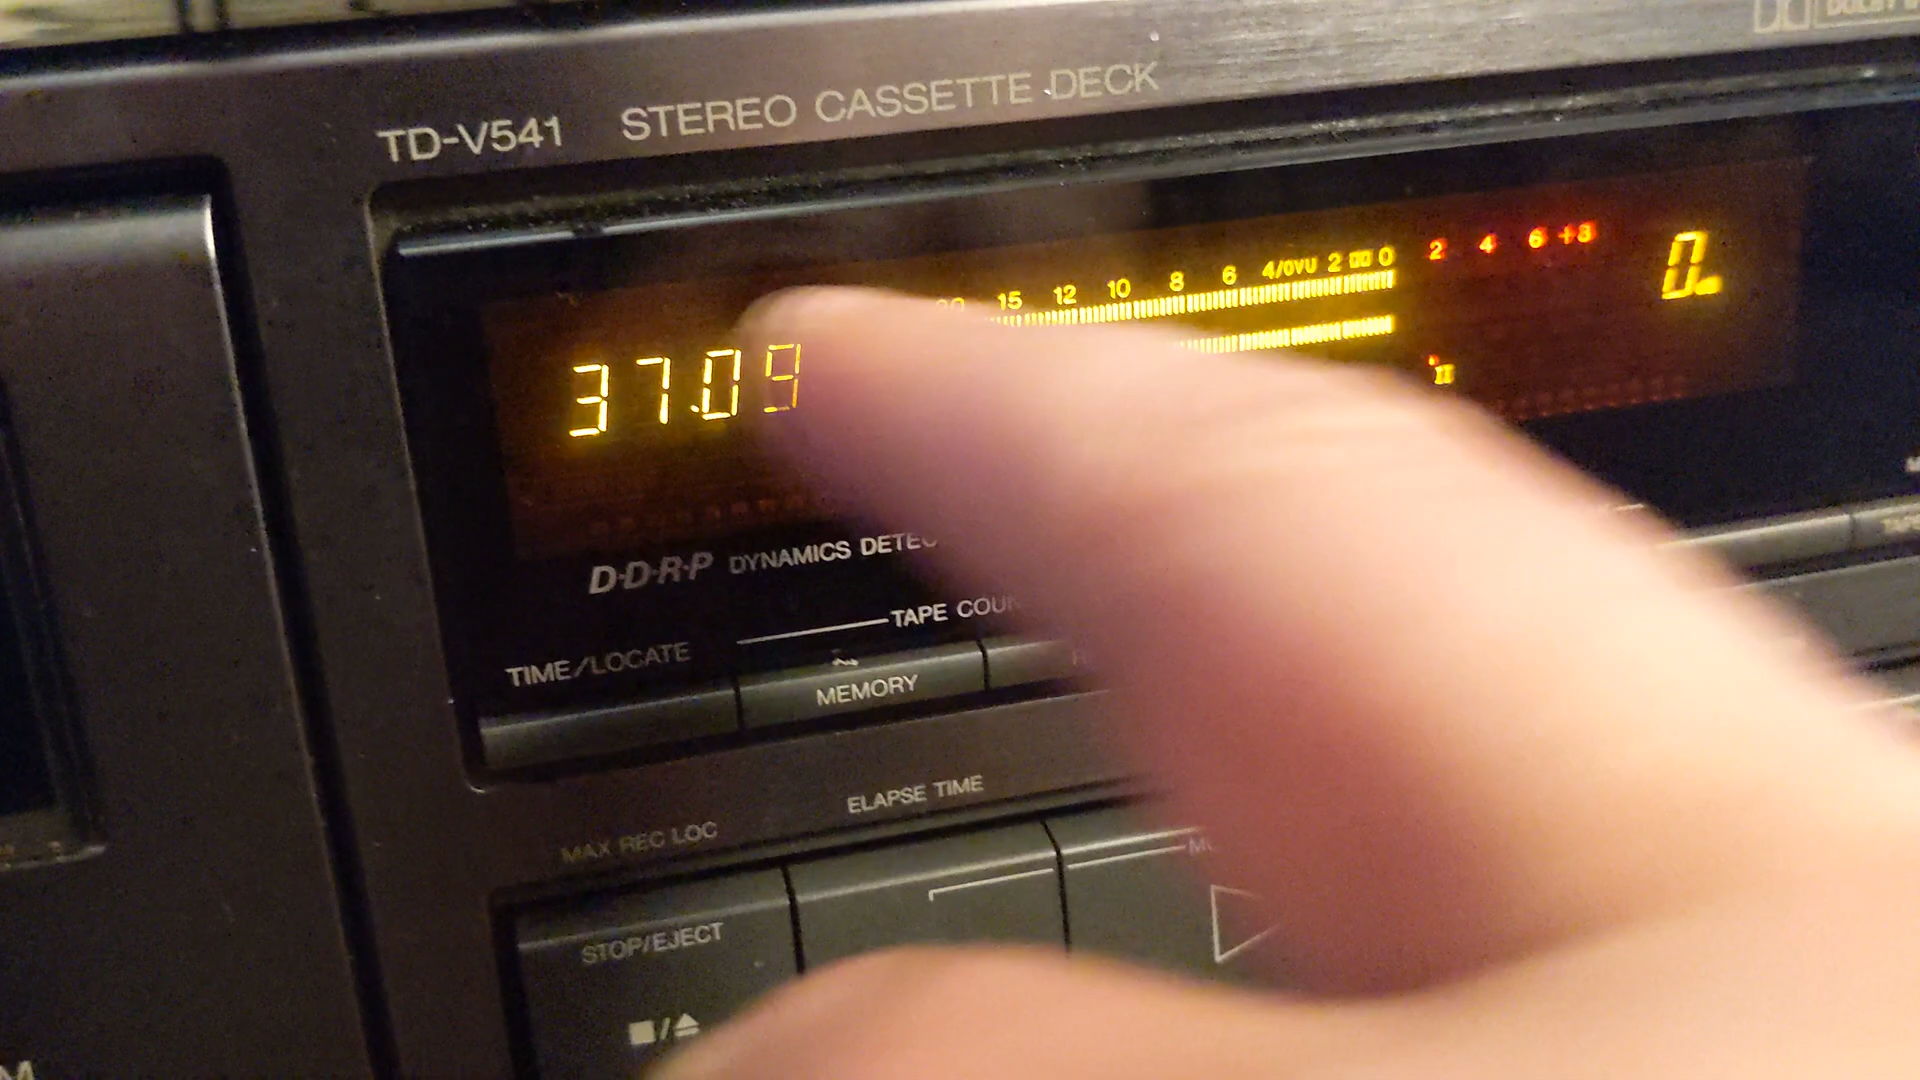 TD-V541 STEREO CASSETTE DECK
15 12 10 8 6 4/0VU 2 0 2 4 6 +8
37.09
D·D·R·P DYNAMICS
TAPE
TIME/LOCATE
MEMORY
ELAPSE TIME
MAX REC LOC
STOP/EJECT